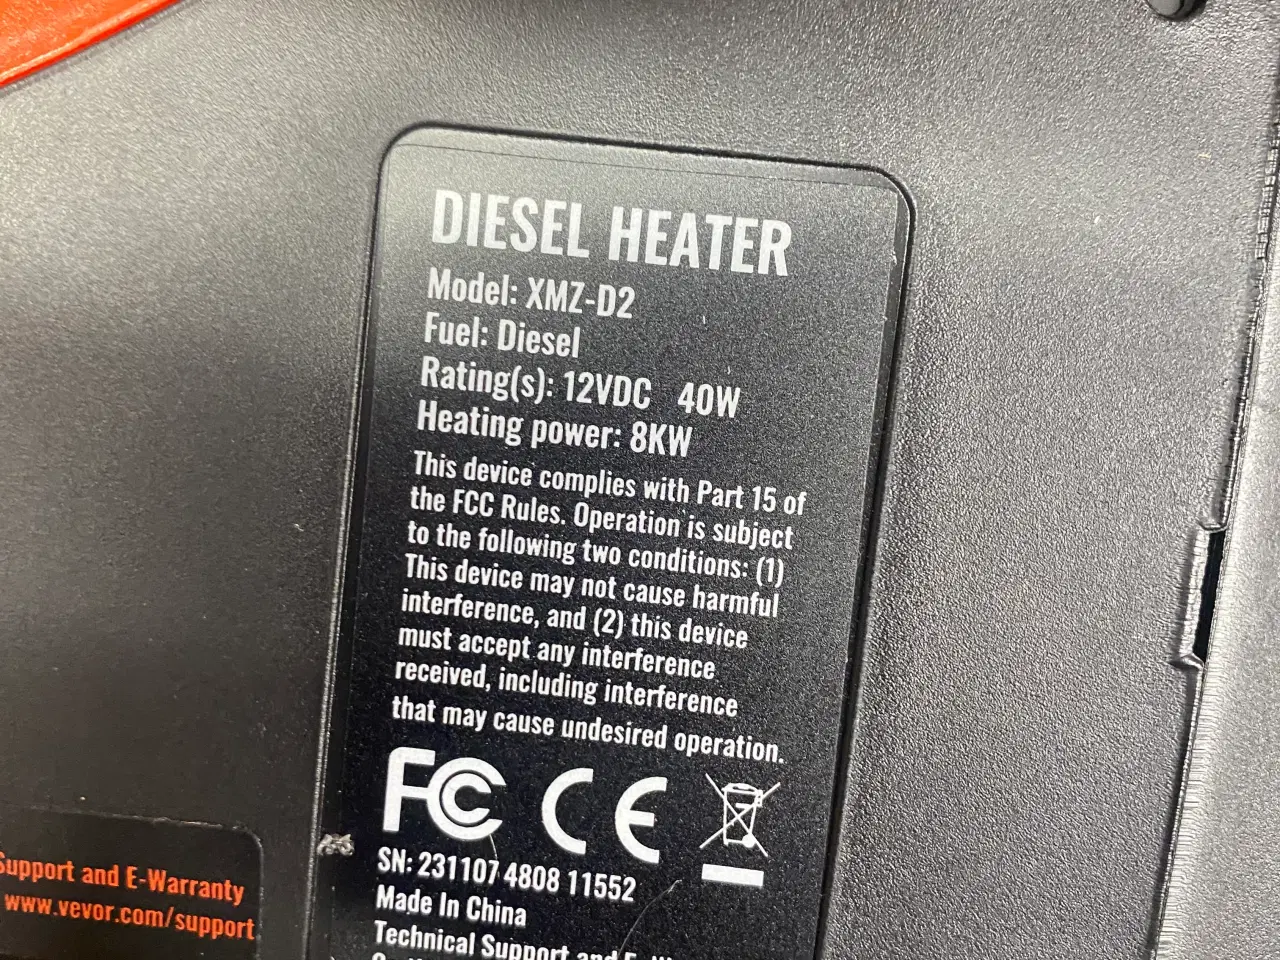 DIESEL HEATER
Model: XMZ-D2
Fuel: Diesel
Rating(s): 12VDC 40W
Heating power: 8KW
This device complies with Part 15 of
the FCC Rules. Operation is subject
to the following two conditions: (1)
This device may not cause harmful
interference, and (2) this device
must accept any interference
received, including interference
that may cause undesired operation.
FC CE
SN: 231107 4808 11552
Made In China
Technical Support and E-
Support and E-Warranty
www.vevor.com/support